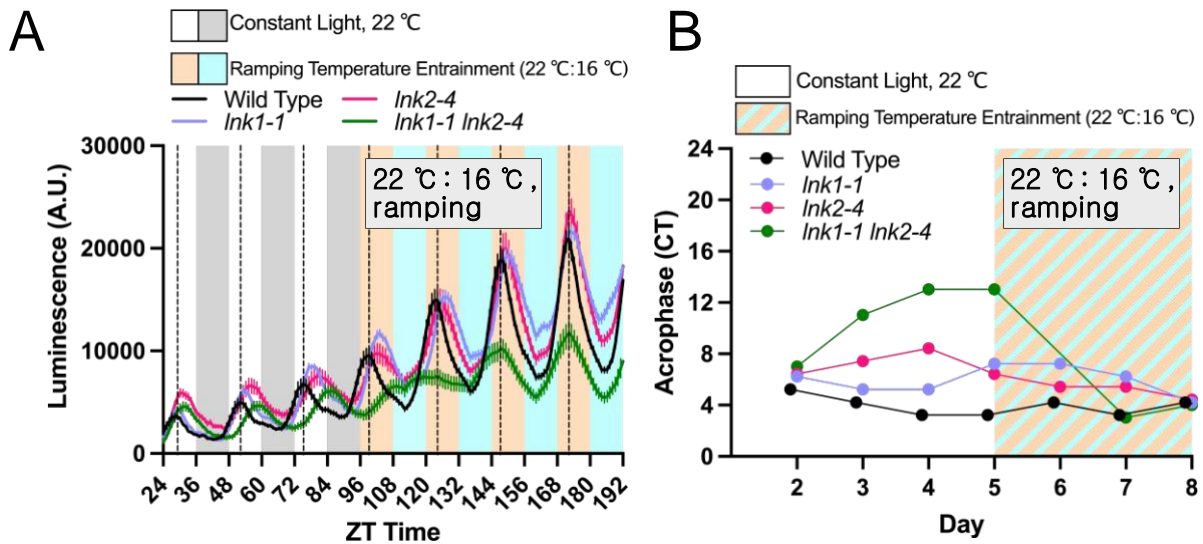 A
Constant Light, 22 ℃
Ramping Temperature Entrainment (22 ℃:16 ℃)
Wild Type
lnk2-4
lnk1-1
lnk1-1 lnk2-4
30000
20000
10000
0
Luminescence (A.U.)
22 ℃: 16 ℃,
ramping
24 36 48 60 72 84 96 108 120 132 144 156 168 180 192
ZT Time
B
Constant Light, 22 ℃
Ramping Temperature Entrainment (22 ℃:16 ℃)
24
20
16
12
8
4
0
Acrophase (CT)
Wild Type
lnk1-1
lnk2-4
lnk1-1 lnk2-4
22 ℃: 16 ℃,
ramping
2 3 4 5 6 7 8
Day